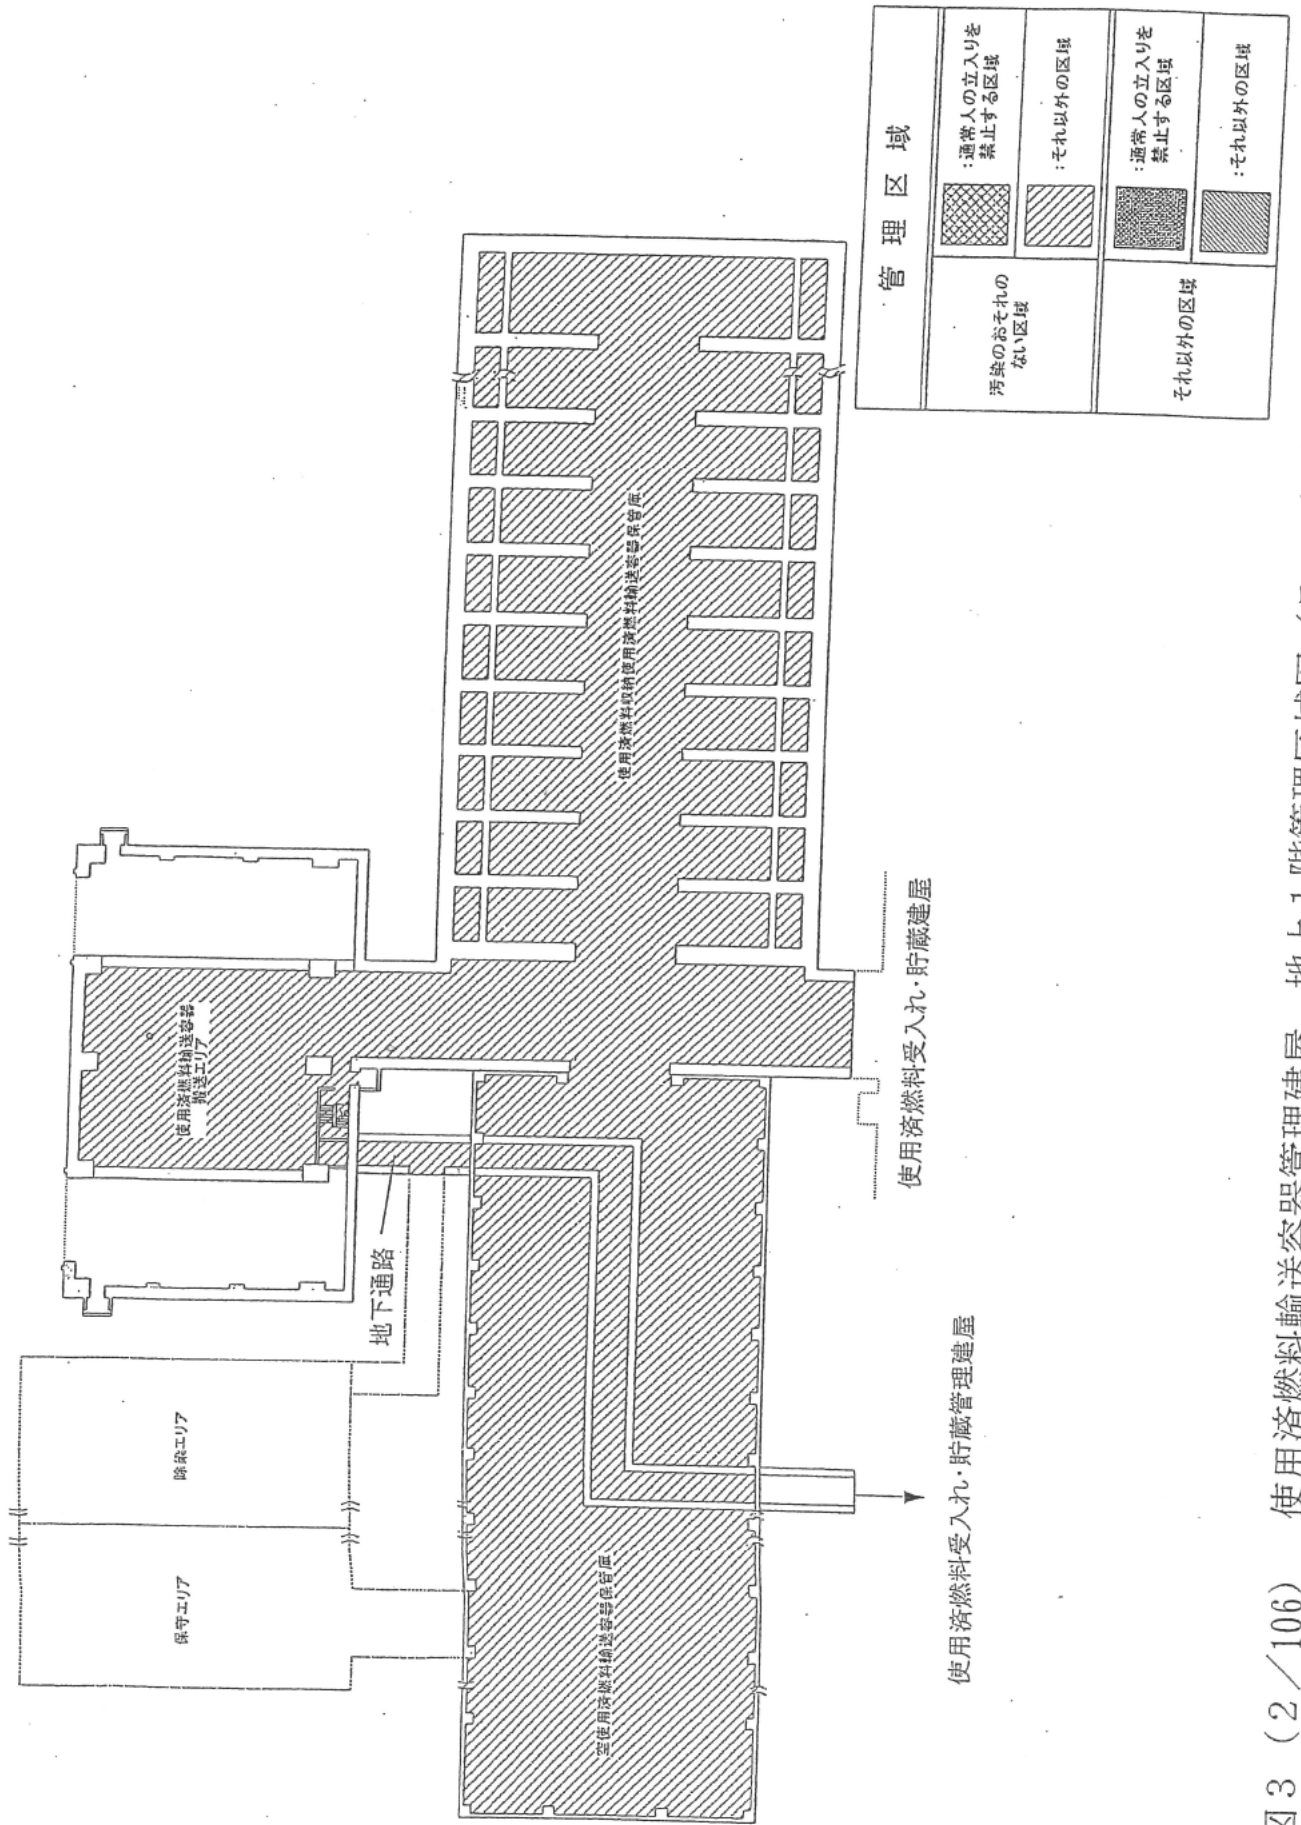 除染エリア
保守エリア
使用済燃料輸送容器
搬送エリア
地下通路
空使用済燃料輸送容器保管庫
使用済燃料収納使用済燃料輸送容器保管庫
使用済燃料受入れ・貯蔵建屋
使用済燃料受入れ・貯蔵管理建屋
管理区域
汚染のおそれの
ない区域
：通常人の立入りを
禁止する区域
：それ以外の区域
それ以外の区域
：通常人の立入りを
禁止する区域
：それ以外の区域
図3（2／106） 使用済燃料輸送容器管理建屋 地上1階管理区域図